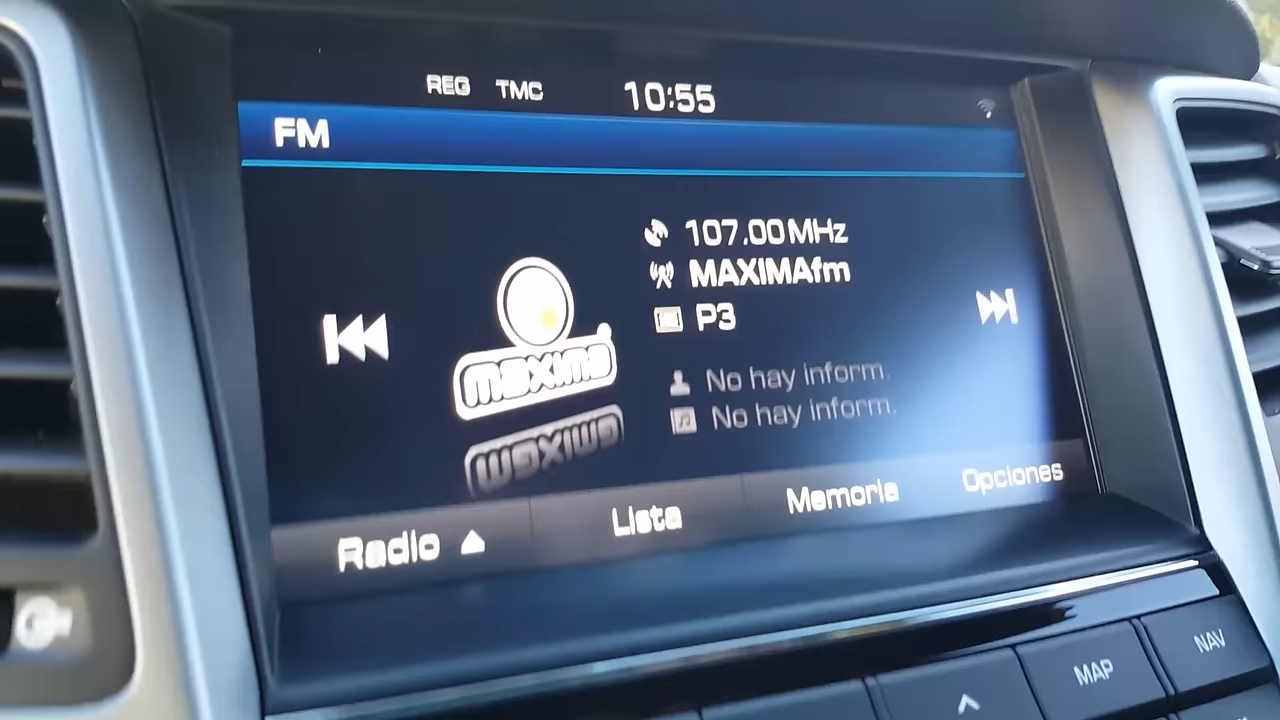 REG TMC 10:55
FM
107.00MHz
MAXIMAfm
P3
maxima
No hay inform.
No hay inform.
Radio Lista Memoria Opciones
MAP NAV